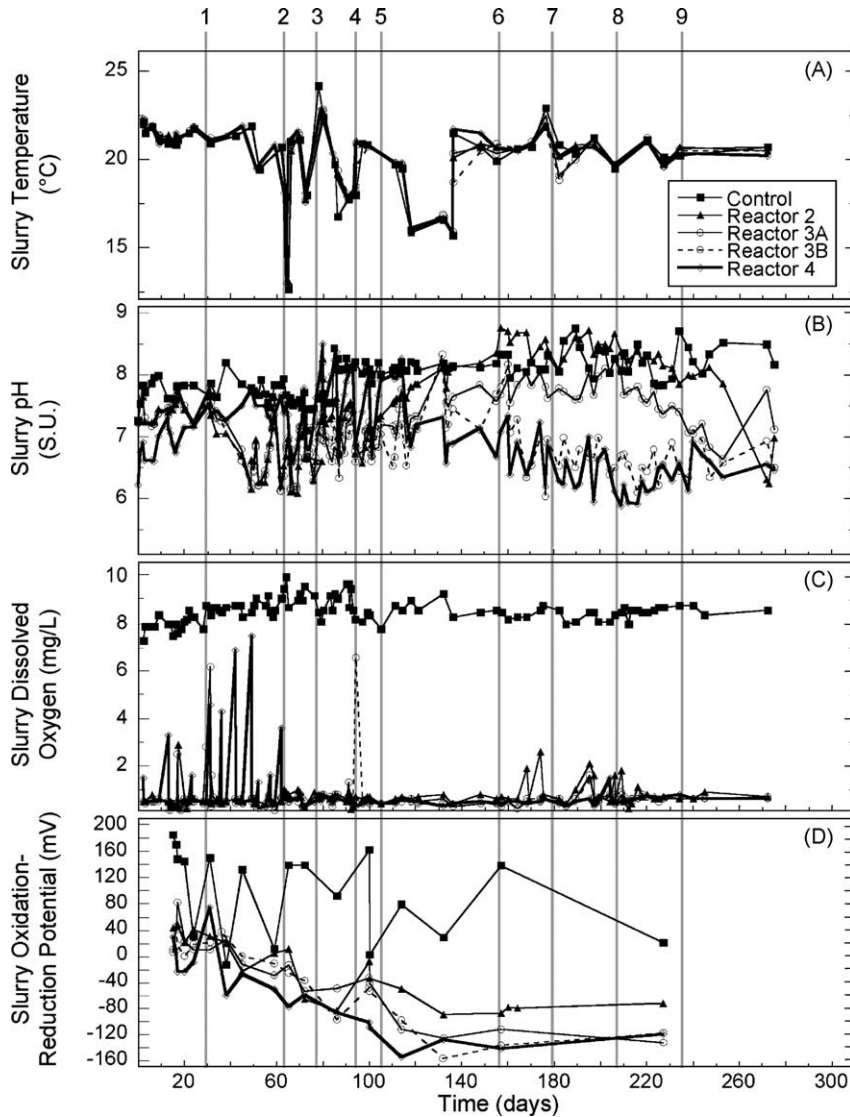 1 2 3 4 5 6 7 8 9
(A)
Slurry Temperature
(°C)
25
20
15
Control
Reactor 2
Reactor 3A
Reactor 3B
Reactor 4
(B)
Slurry pH
(S.U.)
9
8
7
6
(C)
Slurry Dissolved
Oxygen (mg/L)
10
8
6
4
2
(D)
Slurry Oxidation-
Reduction Potential (mV)
200
160
120
80
40
0
-40
-80
-120
-160
20 60 100 140 180 220 260 300
Time (days)